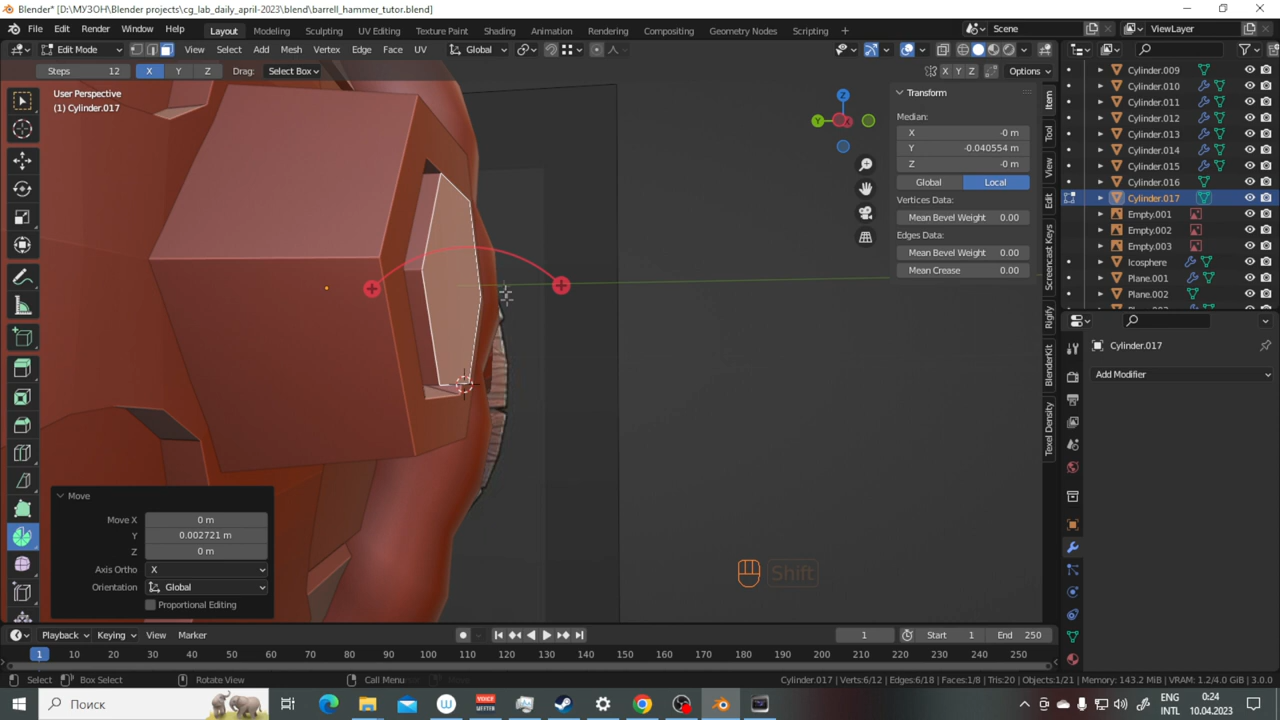 Blender* [D:\МУЗОН\Blender projects\cg_lab_daily_april-2023\blend\barrell_hammer_tutor.blend]
File Edit Render Window Help Layout Modeling Sculpting UV Editing Texture Paint Shading Animation Rendering Compositing Geometry Nodes Scripting Scene ViewLayer
Edit Mode View Select Add Mesh Vertex Edge Face UV Global
Steps 12 X Y Z Drag: Select Box X Y Z Options
User Perspective
(1) Cylinder.017
Transform
Median:
X -0 m
Y -0.040554 m
Z -0 m
Global Local
Vertices Data:
Mean Bevel Weight 0.00
Edges Data:
Mean Bevel Weight 0.00
Mean Crease 0.00
Item
Tool
View
Edit
Screencast Keys
Rigify
BlenderKit
Texel Density
Cylinder.009
Cylinder.010
Cylinder.011
Cylinder.012
Cylinder.013
Cylinder.014
Cylinder.015
Cylinder.016
Cylinder.017
Empty.001
Empty.002
Empty.003
Icosphere
Plane.001
Plane.002
Cylinder.017
Add Modifier
Move
Move X 0 m
Y 0.002721 m
Z 0 m
Axis Ortho X
Orientation Global
Proportional Editing
Shift
Playback Keying View Marker 1 Start 1 End 250
1 10 20 30 40 50 60 70 80 90 100 110 120 130 140 150 160 170 180 190 200 210 220 230 240 250
Select Box Select Rotate View Call Menu Move Cylinder.017 | Verts:6/12 | Edges:6/18 | Faces:1/8 | Tris:20 | Objects:1/21 | Memory: 143.2 MiB | VRAM: 1.2/4.0 GiB | 3.0.0
Поиск ENG 0:24
INTL 10.04.2023